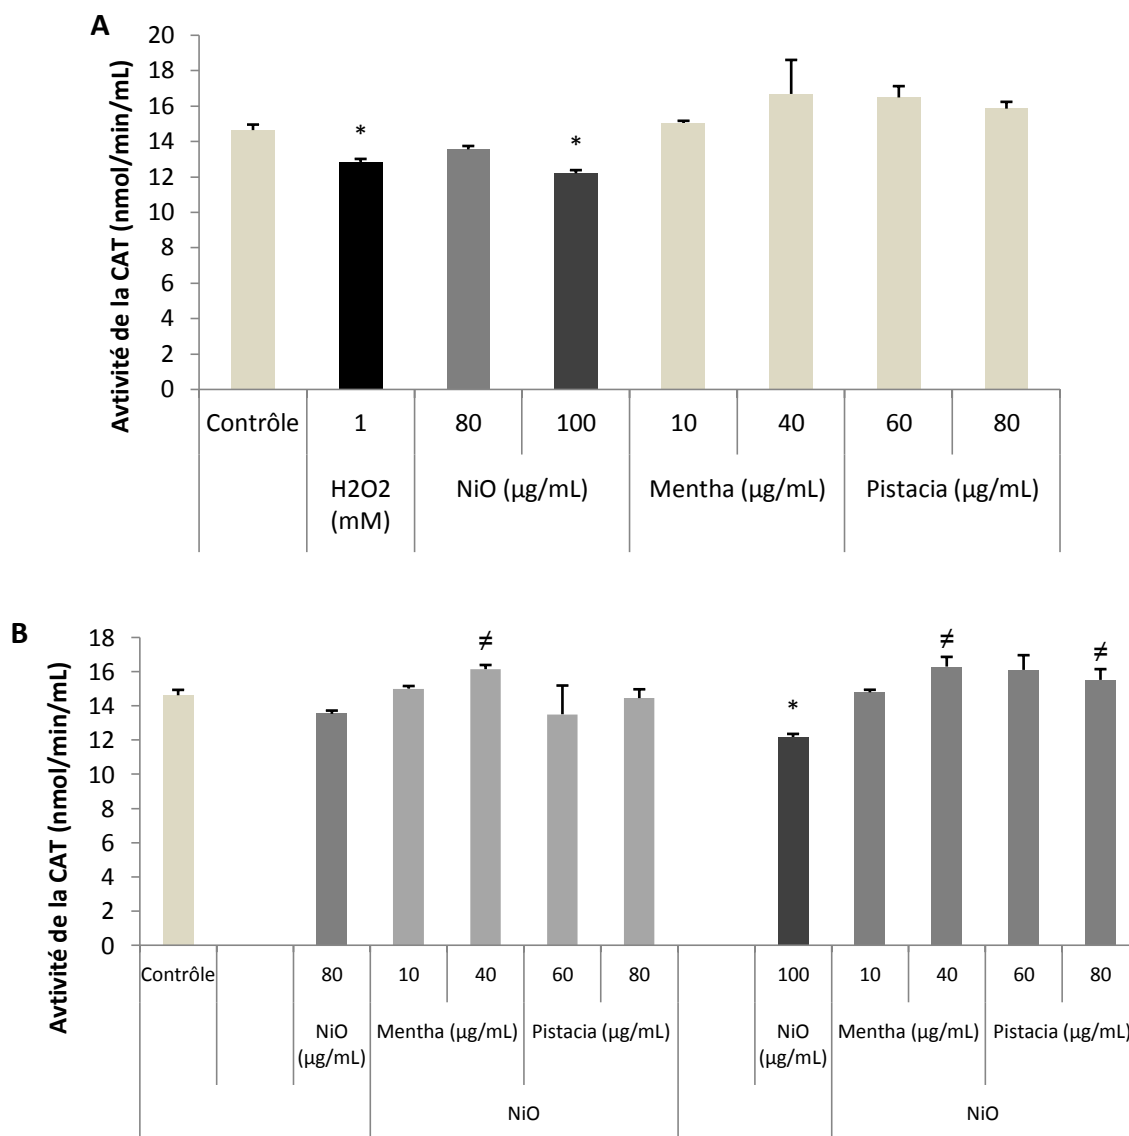 A
Avtivité de la CAT (nmol/min/mL)
20
18
16
14
12
10
8
6
4
2
0
*
*
Contrôle 1 80 100 10 40 60 80
H2O2 NiO (µg/mL) Mentha (µg/mL) Pistacia (µg/mL)
(mM)
B
Avtivité de la CAT (nmol/min/mL)
18
16
14
12
10
8
6
4
2
0
≢
*
≢
≢
Contrôle 80 10 40 60 80 100 10 40 60 80
NiO Mentha (µg/mL) Pistacia (µg/mL) NiO Mentha (µg/mL) Pistacia (µg/mL)
(µg/mL) (µg/mL)
NiO NiO